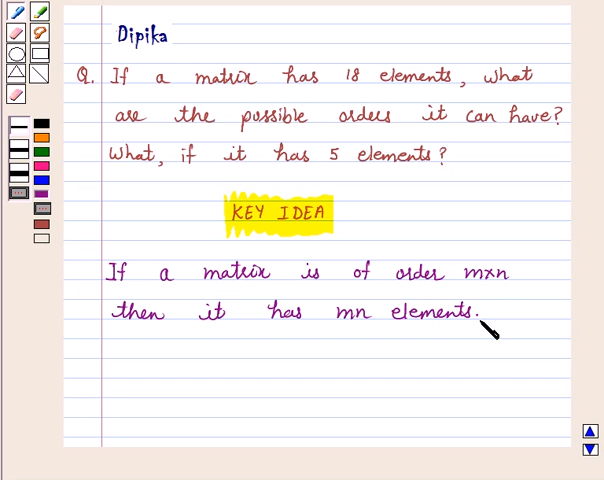 Dipika
Q. If a matrix has 18 elements, what
are the possible orders it can have?
What, if it has 5 elements?
KEY IDEA
If a matrix is of order m×n
then it has mn elements.